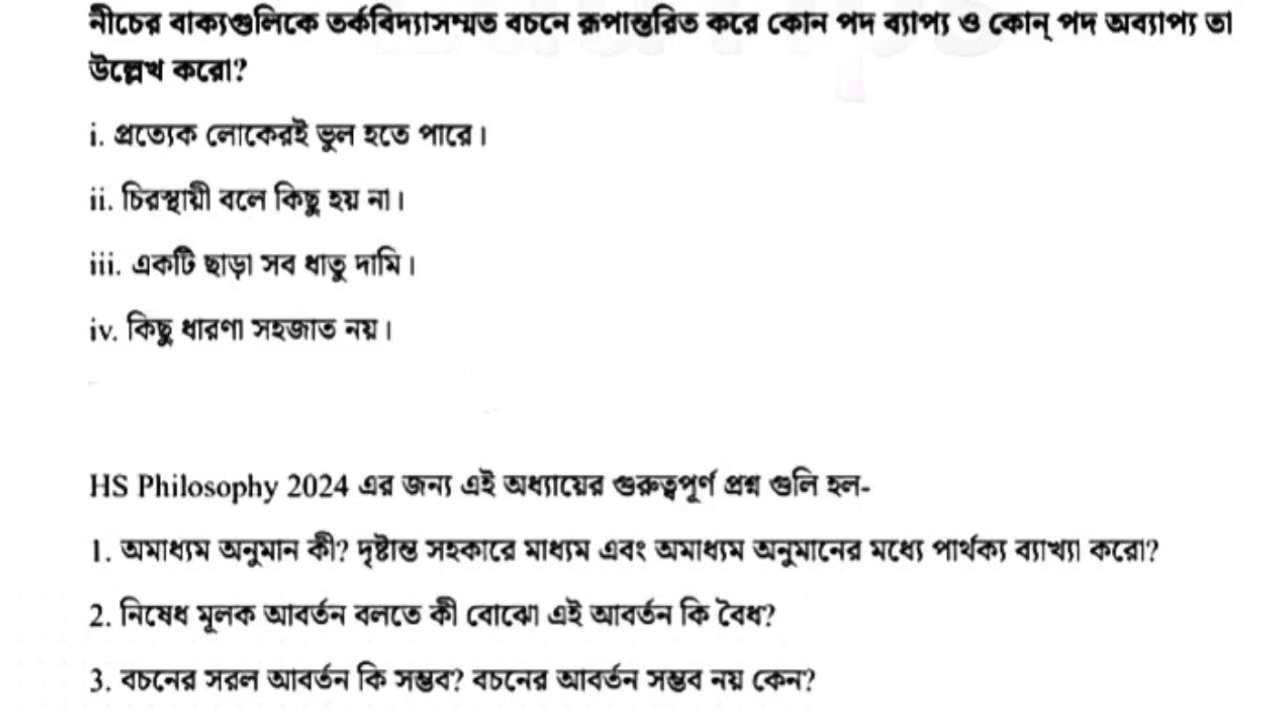 নীচের বাক্যগুলিকে তর্কবিদ্যাসম্মত বচনে রূপান্তরিত করে কোন পদ ব্যাপ্য ও কোন্ পদ অব্যাপ্য তা
উল্লেখ করো?
i. প্রত্যেক লোকেরই ভুল হতে পারে।
ii. চিরস্থায়ী বলে কিছু হয় না।
iii. একটি ছাড়া সব ধাতু দামি।
iv. কিছু ধারণা সহজাত নয়।
HS Philosophy 2024 এর জন্য এই অধ্যায়ের গুরুত্বপূর্ণ প্রশ্ন গুলি হল-
1. অমাধ্যম অনুমান কী? দৃষ্টান্ত সহকারে মাধ্যম এবং অমাধ্যম অনুমানের মধ্যে পার্থক্য ব্যাখ্যা করো?
2. নিষেধ মূলক আবর্তন বলতে কী বোঝো এই আবর্তন কি বৈধ?
3. বচনের সরল আবর্তন কি সম্ভব? বচনের আবর্তন সম্ভব নয় কেন?